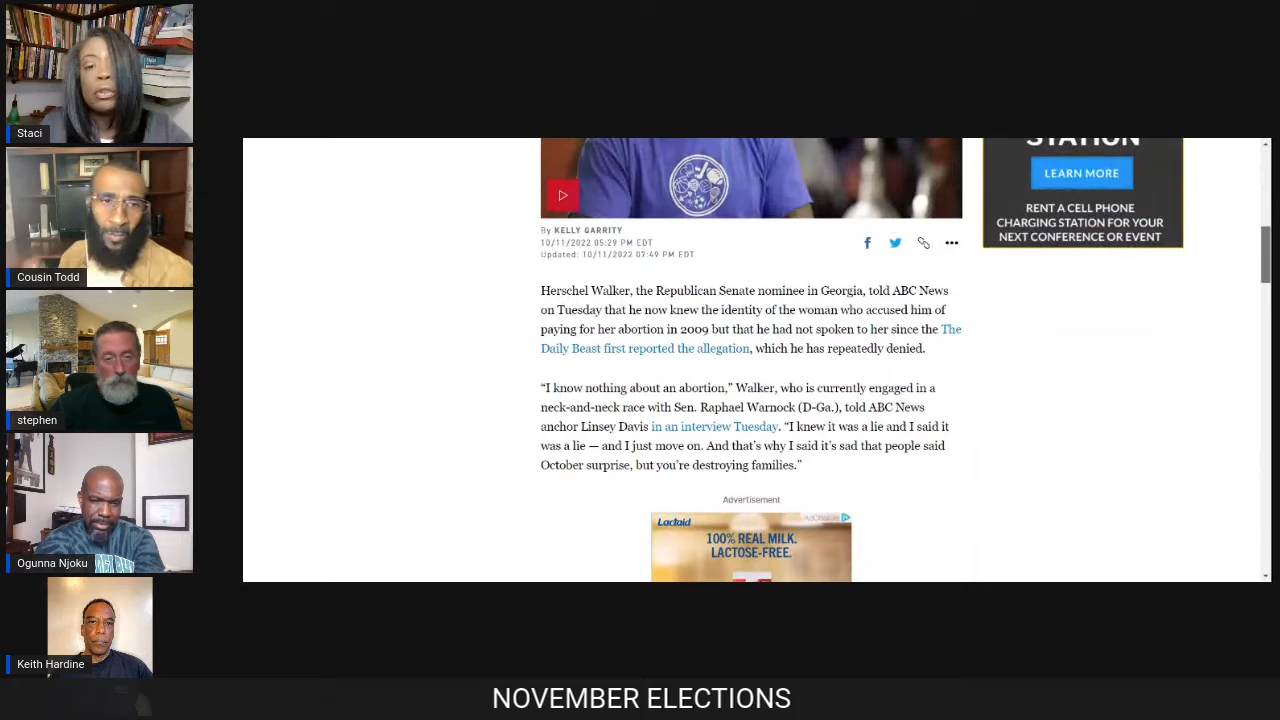 Staci
Cousin Todd
stephen
Ogunna Njoku
Keith Hardine
STATION
LEARN MORE
RENT A CELL PHONE
CHARGING STATION FOR YOUR
NEXT CONFERENCE OR EVENT
By KELLY GARRITY
10/11/2022 05:29 PM EDT
Updated: 10/11/2022 07:49 PM EDT
Herschel Walker, the Republican Senate nominee in Georgia, told ABC News
on Tuesday that he now knew the identity of the woman who accused him of
paying for her abortion in 2009 but that he had not spoken to her since the The
Daily Beast first reported the allegation, which he has repeatedly denied.
“I know nothing about an abortion,” Walker, who is currently engaged in a
neck-and-neck race with Sen. Raphael Warnock (D-Ga.), told ABC News
anchor Linsey Davis in an interview Tuesday. “I knew it was a lie and I said it
was a lie — and I just move on. And that’s why I said it’s sad that people said
October surprise, but you’re destroying families.”
Advertisement
Lactaid
AdChoices
100% REAL MILK.
LACTOSE-FREE.
NOVEMBER ELECTIONS